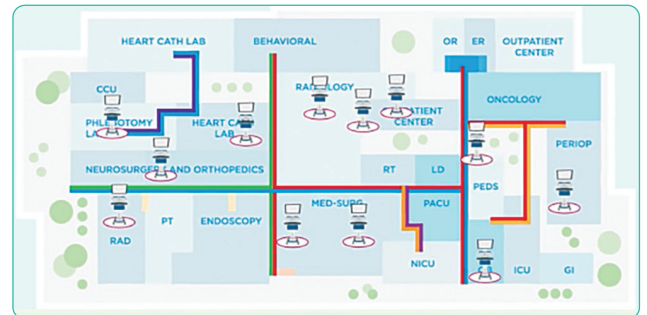 HEART CATH LAB
BEHAVIORAL
OR
ER
OUTPATIENT
CENTER
CCU
ONCOLOGY
HEART
LAB
CENTER
PERIOP
NEUROSURGERY AND ORTHOPEDICS
RT
LD
PEDS
RAD
PT
ENDOSCOPY
MED-SURG
PACU
NICU
ICU
GI